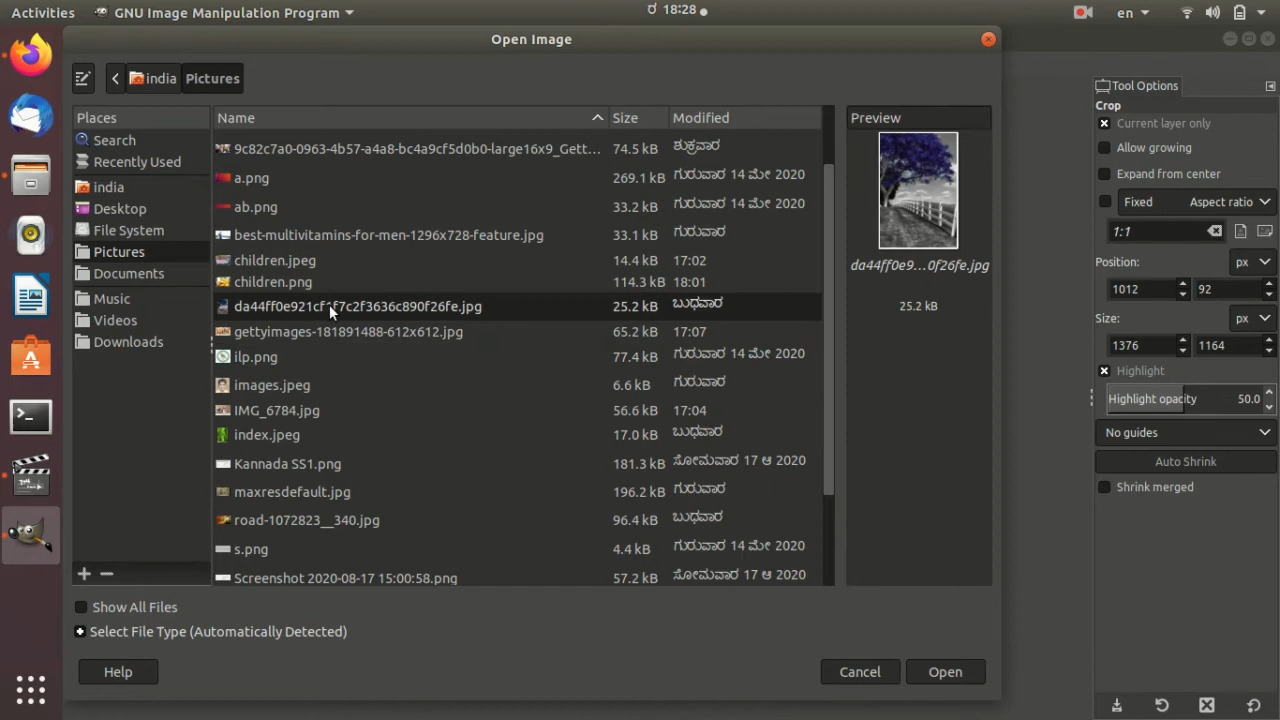 Activities GNU Image Manipulation Program ರ 18:28 en
Open Image
india Pictures
Places
Search
Recently Used
india
Desktop
File System
Pictures
Documents
Music
Videos
Downloads
Name Size Modified
9c82c7a0-0963-4b57-a4a8-bc4a9cf5d0b0-large16x9_Gett... 74.5 kB ಶುಕ್ರವಾರ
a.png 269.1 kB ಗುರುವಾರ 14 ಮೇ 2020
ab.png 33.2 kB ಗುರುವಾರ 14 ಮೇ 2020
best-multivitamins-for-men-1296x728-feature.jpg 33.1 kB ಗುರುವಾರ
children.jpeg 14.4 kB 17:02
children.png 114.3 kB 18:01
da44ff0e921cf1f7c2f3636c890f26fe.jpg 25.2 kB ಬುಧವಾರ
gettyimages-181891488-612x612.jpg 65.2 kB 17:07
ilp.png 77.4 kB ಗುರುವಾರ 14 ಮೇ 2020
images.jpeg 6.6 kB ಗುರುವಾರ
IMG_6784.jpg 56.6 kB 17:04
index.jpeg 17.0 kB ಬುಧವಾರ
Kannada SS1.png 181.3 kB ಸೋಮವಾರ 17 ಆ 2020
maxresdefault.jpg 196.2 kB ಗುರುವಾರ
road-1072823__340.jpg 96.4 kB ಬುಧವಾರ
s.png 4.4 kB ಗುರುವಾರ 14 ಮೇ 2020
Screenshot 2020-08-17 15:00:58.png 57.2 kB ಸೋಮವಾರ 17 ಆ 2020
Preview
da44ff0e9...0f26fe.jpg
25.2 kB
Show All Files
Select File Type (Automatically Detected)
Help Cancel Open
Tool Options
Crop
Current layer only
Allow growing
Expand from center
Fixed Aspect ratio
1:1
Position: px
1012 92
Size: px
1376 1164
Highlight
Highlight opacity 50.0
No guides
Auto Shrink
Shrink merged